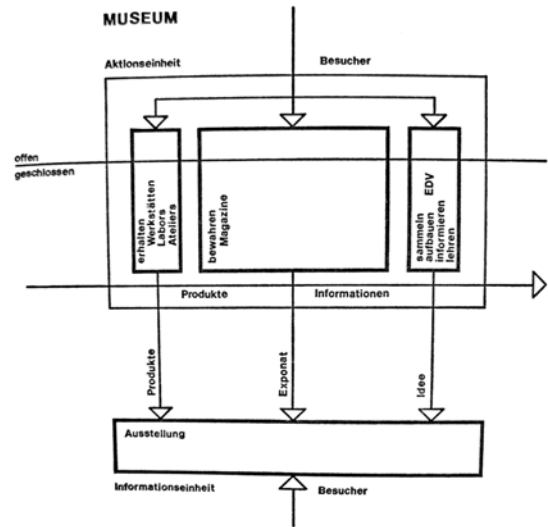 MUSEUM
Aktionseinheit
Besucher
offen
geschlossen
erhalten
Werkstätten
Labors
Ateliers
bewahren
Magazine
EDV
sammeln
aufbauen
informieren
lehren
Produkte
Informationen
Produkte
Exponat
Idee
Ausstellung
Informationseinheit
Besucher